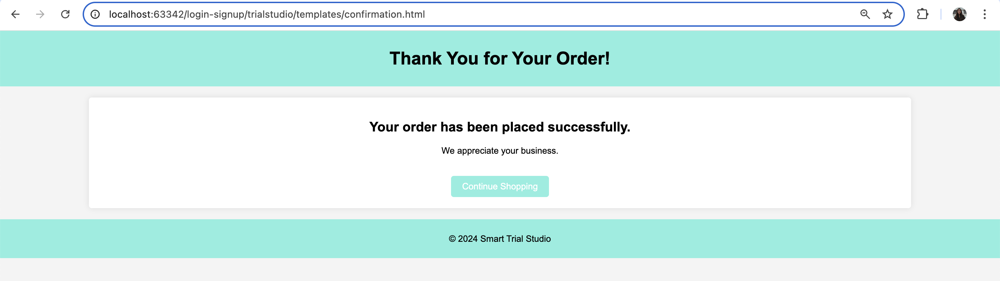 localhost:63342/login-signup/trialstudio/templates/confirmation.html
Thank You for Your Order!
Your order has been placed successfully.
We appreciate your business.
Continue Shopping
© 2024 Smart Trial Studio